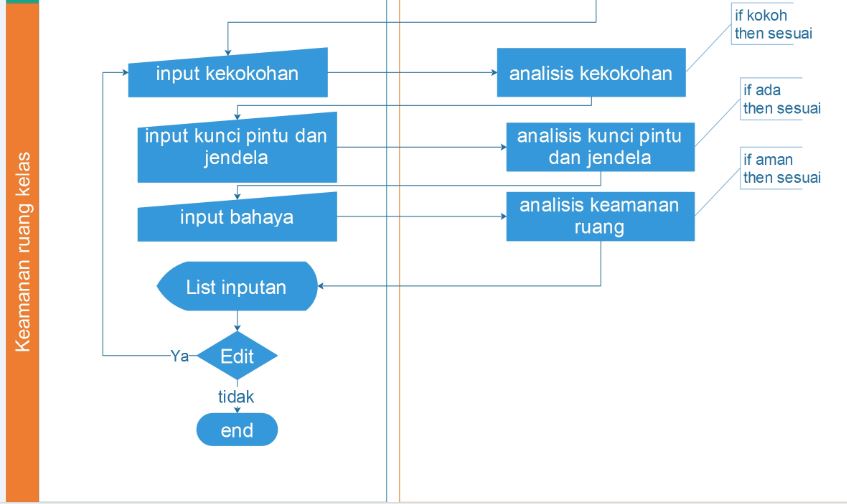 Keamanan ruang kelas
input kekokohan
analisis kekokohan
if kokoh
then sesuai
input kunci pintu dan
jendela
analisis kunci pintu
dan jendela
if ada
then sesuai
input bahaya
analisis keamanan
ruang
if aman
then sesuai
List inputan
Edit
Ya
tidak
end